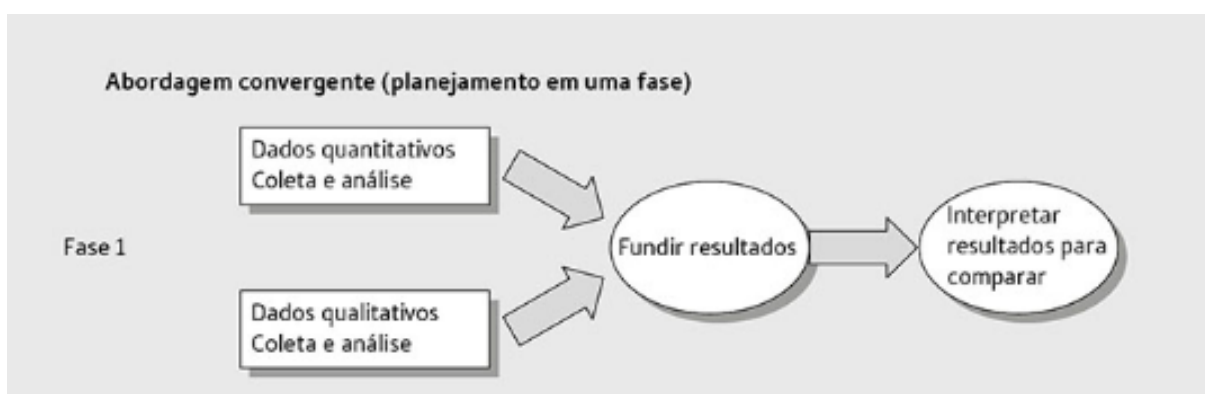 Abordagem convergente (planejamento em uma fase)
Dados quantitativos
Coleta e análise
Fase 1
Fundir resultados
Interpretar
resultados para
comparar
Dados qualitativos
Coleta e análise